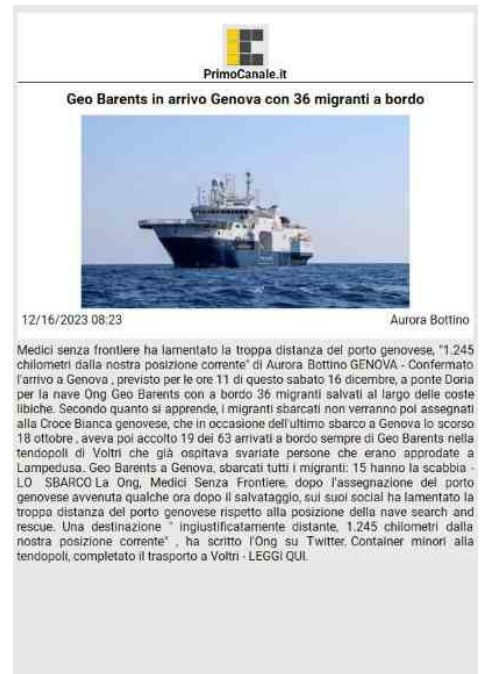 PrimoCanale.it
Geo Barents in arrivo Genova con 36 migranti a bordo
12/16/2023 08:23
Aurora Bottino
Medici senza frontiere ha lamentato la troppa distanza del porto genovese, "1.245
chilometri dalla nostra posizione corrente" di Aurora Bottino GENOVA - Confermato
l'arrivo a Genova , previsto per le ore 11 di questo sabato 16 dicembre, a ponte Doria
per la nave Ong Geo Barents con a bordo 36 migranti salvati al largo delle coste
libiche. Secondo quanto si apprende, i migranti sbarcati non verranno poi assegnati
alla Croce Bianca genovese, che in occasione dell'ultimo sbarco a Genova lo scorso
18 ottobre , aveva poi accolto 19 dei 63 arrivati a bordo sempre di Geo Barents nella
tendopoli di Voltri che già ospitava svariate persone che erano approdate a
Lampedusa. Geo Barents a Genova, sbarcati tutti i migranti: 15 hanno la scabbia -
LO SBARCO La Ong, Medici Senza Frontiere, dopo l'assegnazione del porto
genovese avvenuta qualche ora dopo il salvataggio, sui suoi social ha lamentato la
troppa distanza del porto genovese rispetto alla posizione della nave search and
rescue. Una destinazione " ingiustificatamente distante, 1.245 chilometri dalla
nostra posizione corrente" , ha scritto l'Ong su Twitter. Container minori alla
tendopoli, completato il trasporto a Voltri - LEGGI QUI.